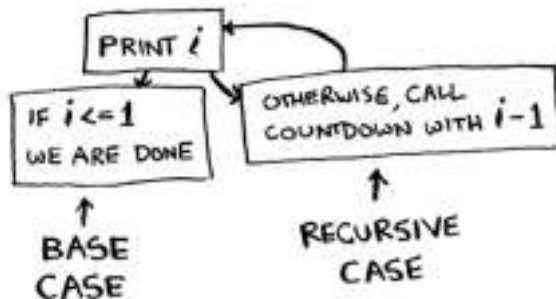 PRINT i
IF i<=1
WE ARE DONE
OTHERWISE, CALL
COUNTDOWN WITH i-1
BASE
CASE
RECURSIVE
CASE